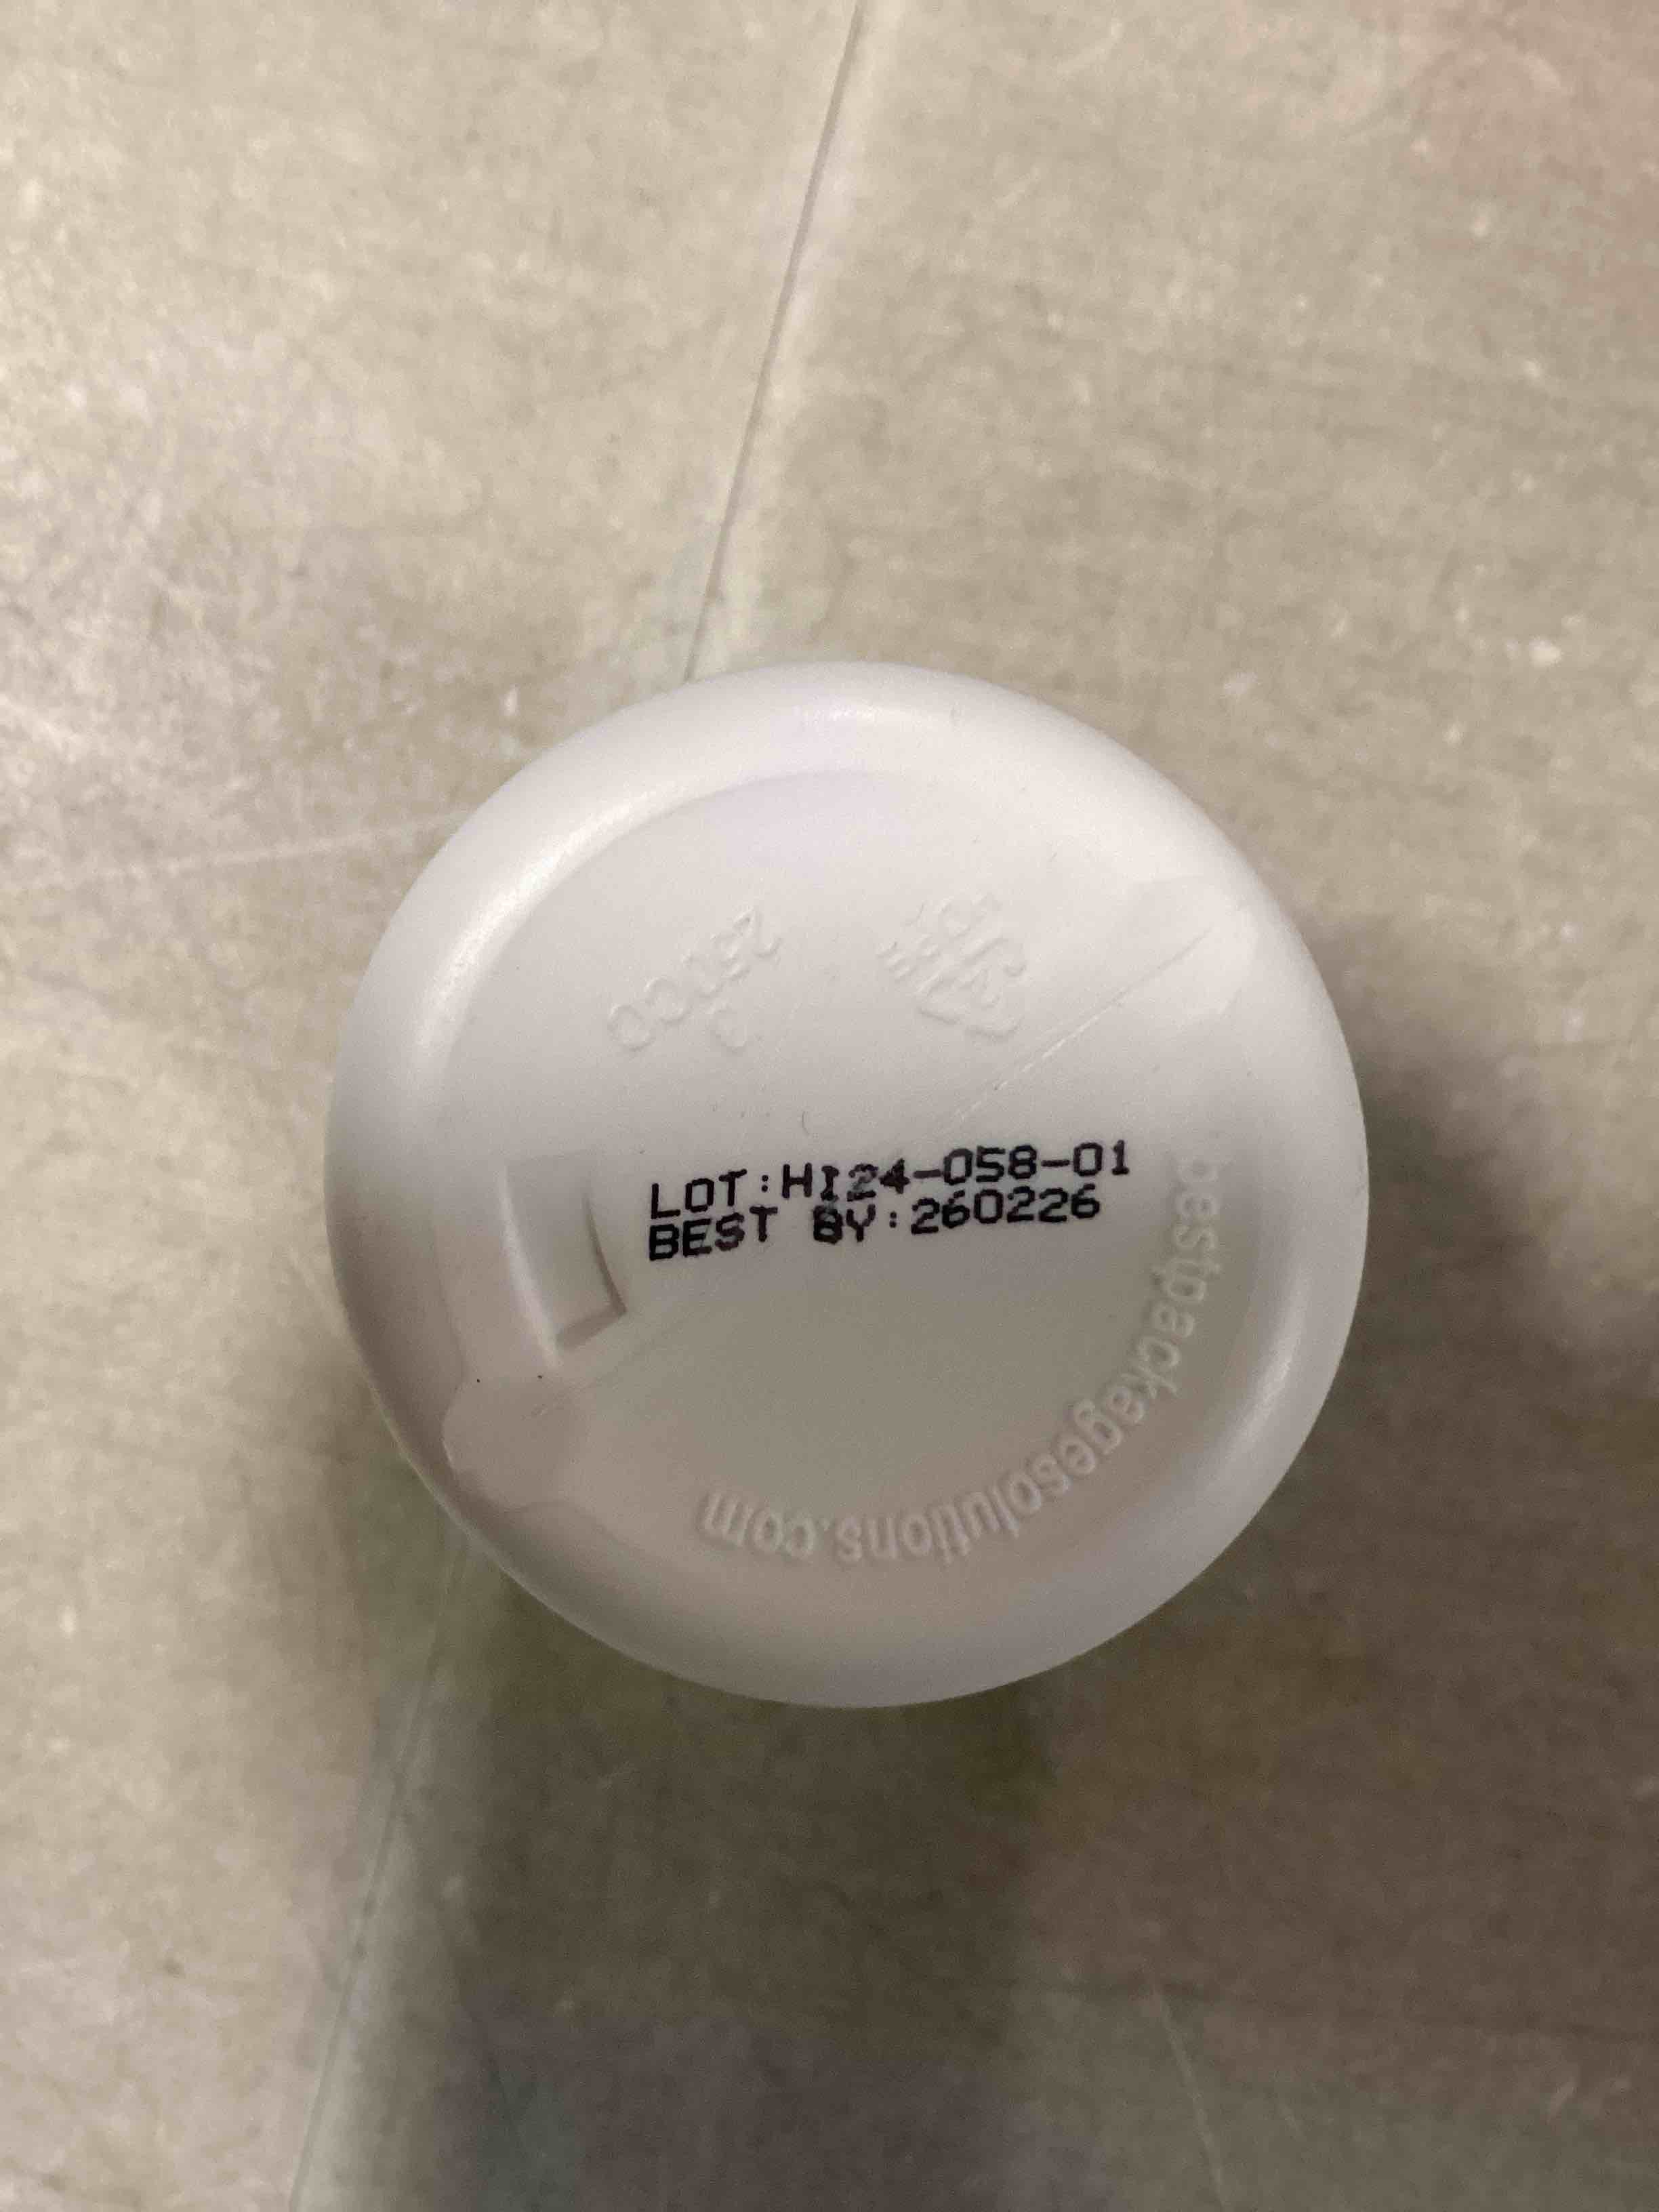 LOT:HI24-058-01
BEST BY:260226
bestpackagesolutions.com